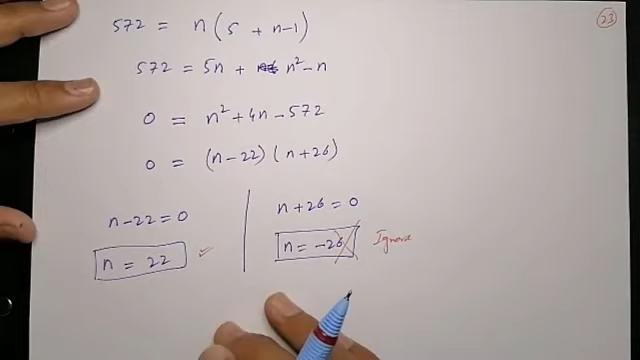 23
572 = n(5 + n-1)
572 = 5n + n² - n
0 = n² + 4n - 572
0 = (n-22)(n+26)
n-22=0
n = 22 ✓
n+26=0
n = -26 Ignore